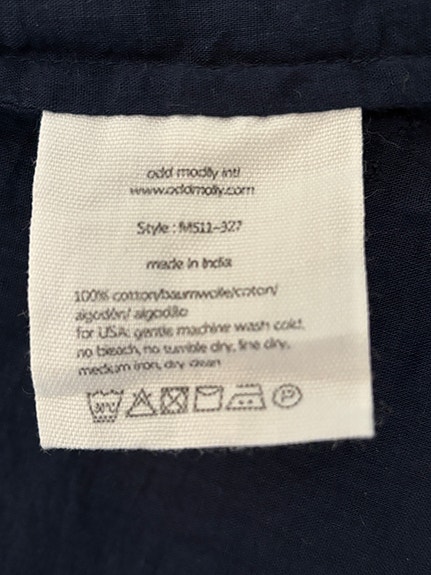 odd molly intl
www.oddmolly.com
Style : MS11-327
made in India
100% cotton/baumwolle/coton/
algodón/ algodão
for USA: gentle machine wash cold,
no bleach, no tumble dry, line dry,
medium iron, dry clean
30°C P